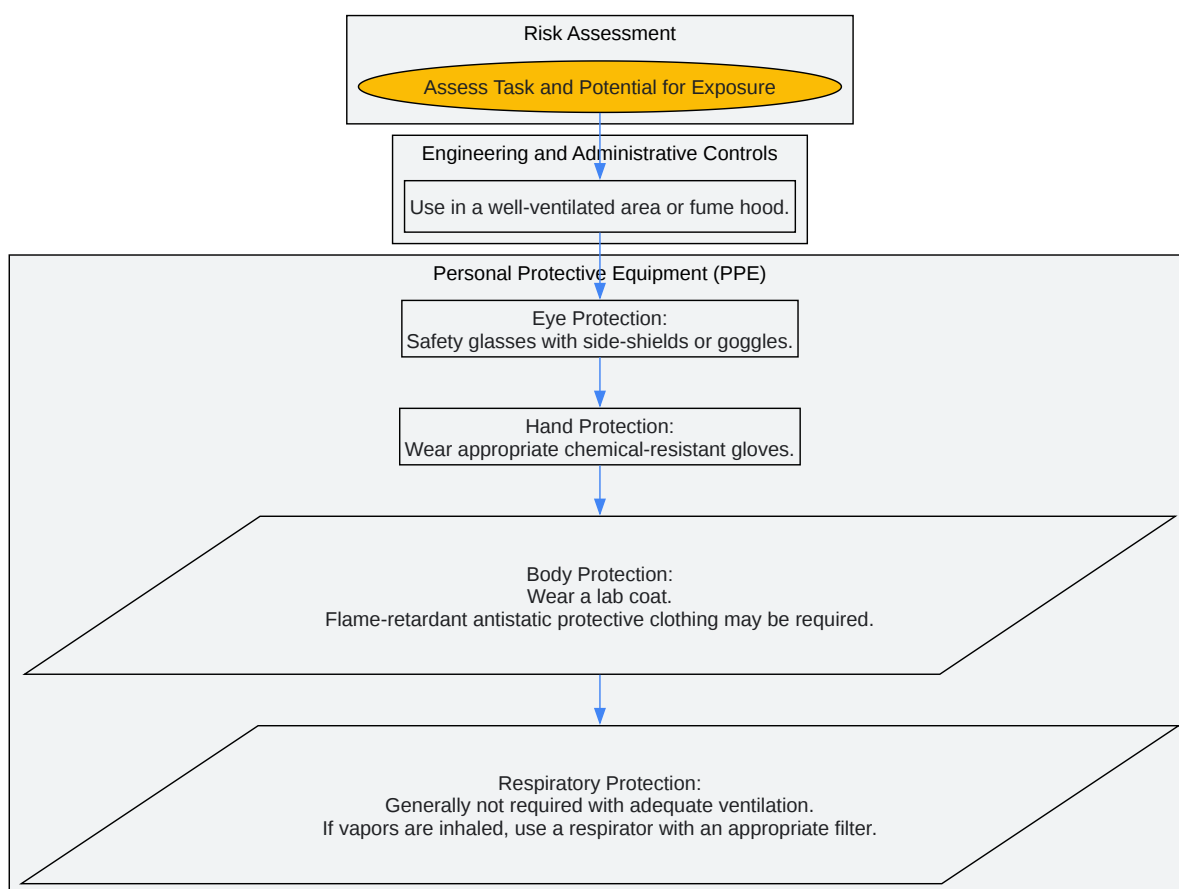 Risk Assessment
Assess Task and Potential for Exposure
Engineering and Administrative Controls
Use in a well-ventilated area or fume hood.
Personal Protective Equipment (PPE)
Eye Protection:
Safety glasses with side-shields or goggles.
Hand Protection:
Wear appropriate chemical-resistant gloves.
Body Protection:
Wear a lab coat.
Flame-retardant antistatic protective clothing may be required.
Respiratory Protection:
Generally not required with adequate ventilation.
If vapors are inhaled, use a respirator with an appropriate filter.